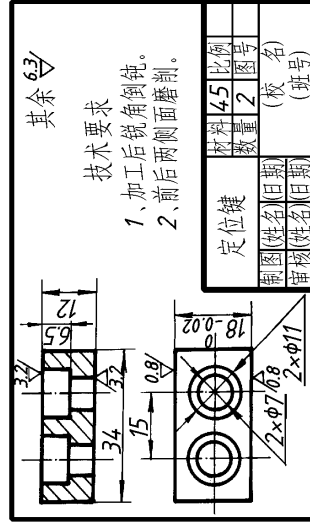 其余 6.3
12
6.5
3.2
3.2
34
技术要求
1、加工后锐角倒钝。
2、前后两侧面磨削。
15
0.8
18 0 -0.02
0.8
2×φ7
2×φ11
定位键
材料 45 比例
数量 2 图号
制图 (姓名) (日期)
审核 (姓名) (日期)
(校 名)
(班号)